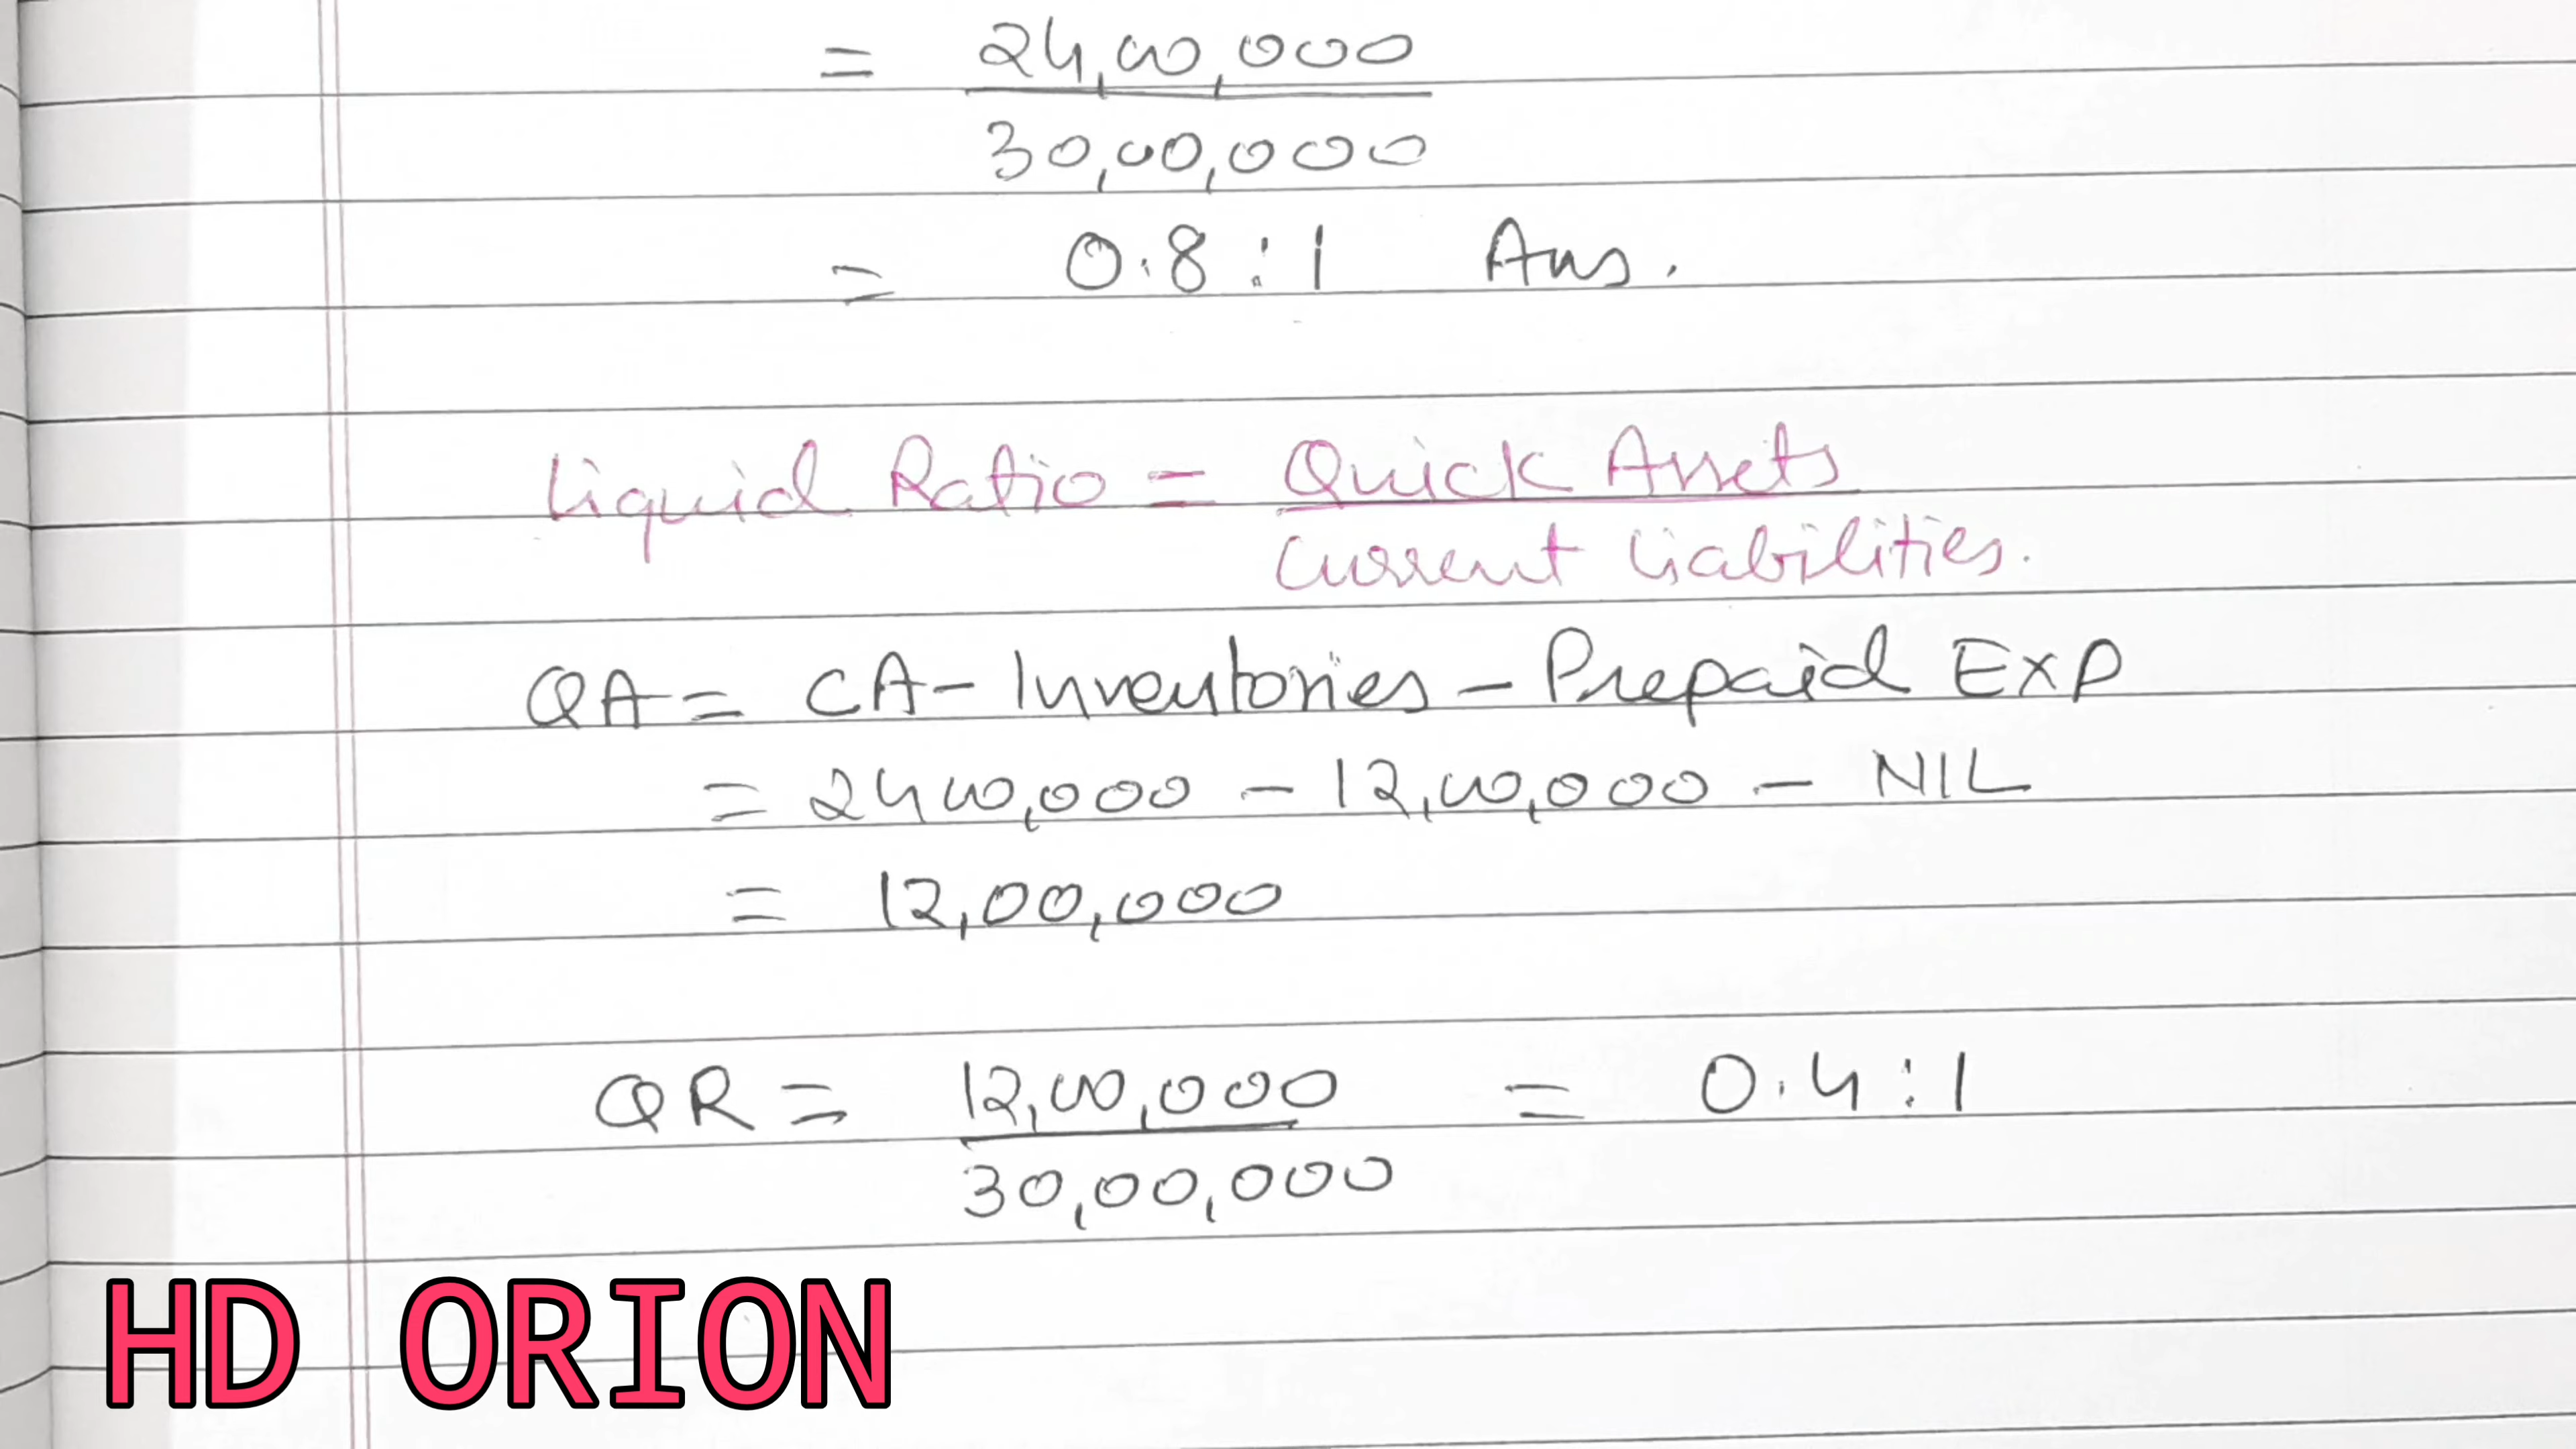 = 24,00,000
30,00,000
= 0.8 : 1 Ans.
Liquid Ratio = Quick Assets
Current Liabilities.
QA = CA - Inventories - Prepaid EXP
= 2400,000 - 12,00,000 - NIL
= 12,00,000
QR = 12,00,000 = 0.4 : 1
30,00,000
HD ORION